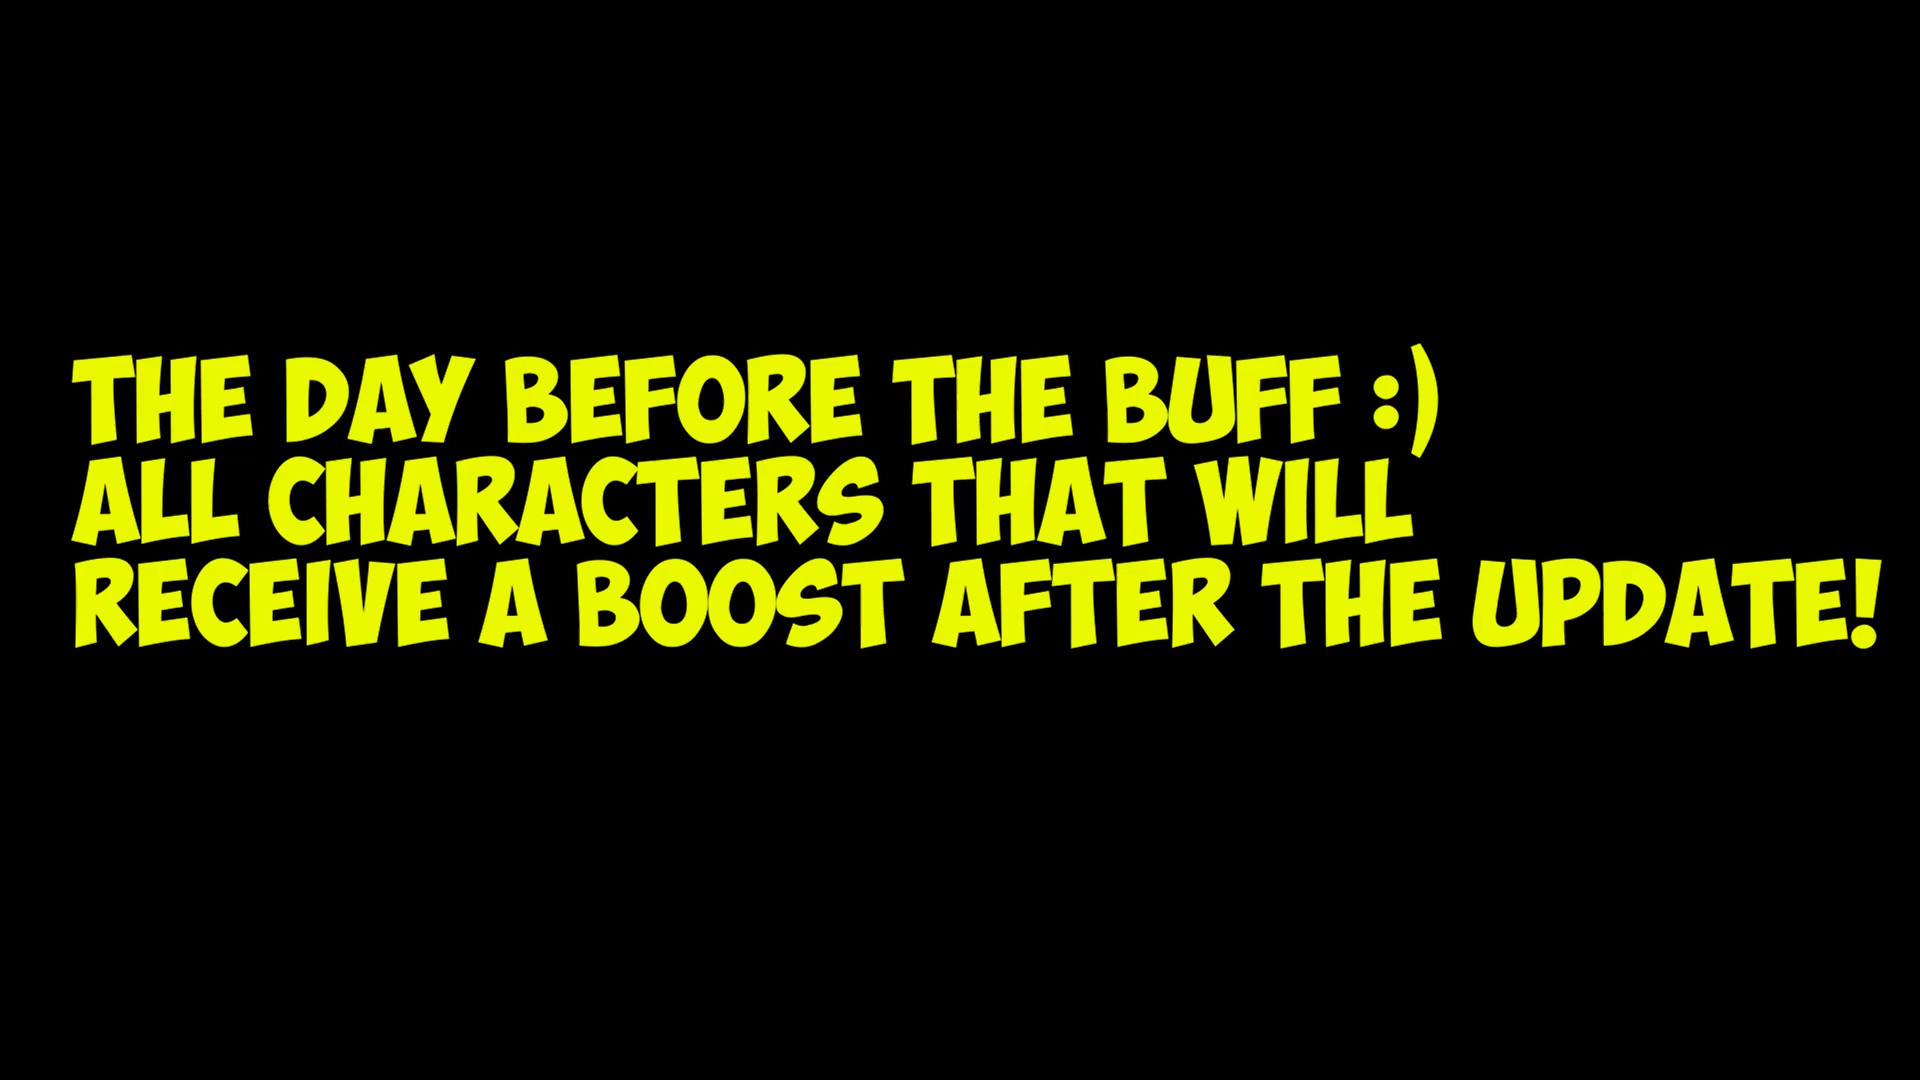 THE DAY BEFORE THE BUFF :)
ALL CHARACTERS THAT WILL
RECEIVE A BOOST AFTER THE UPDATE!